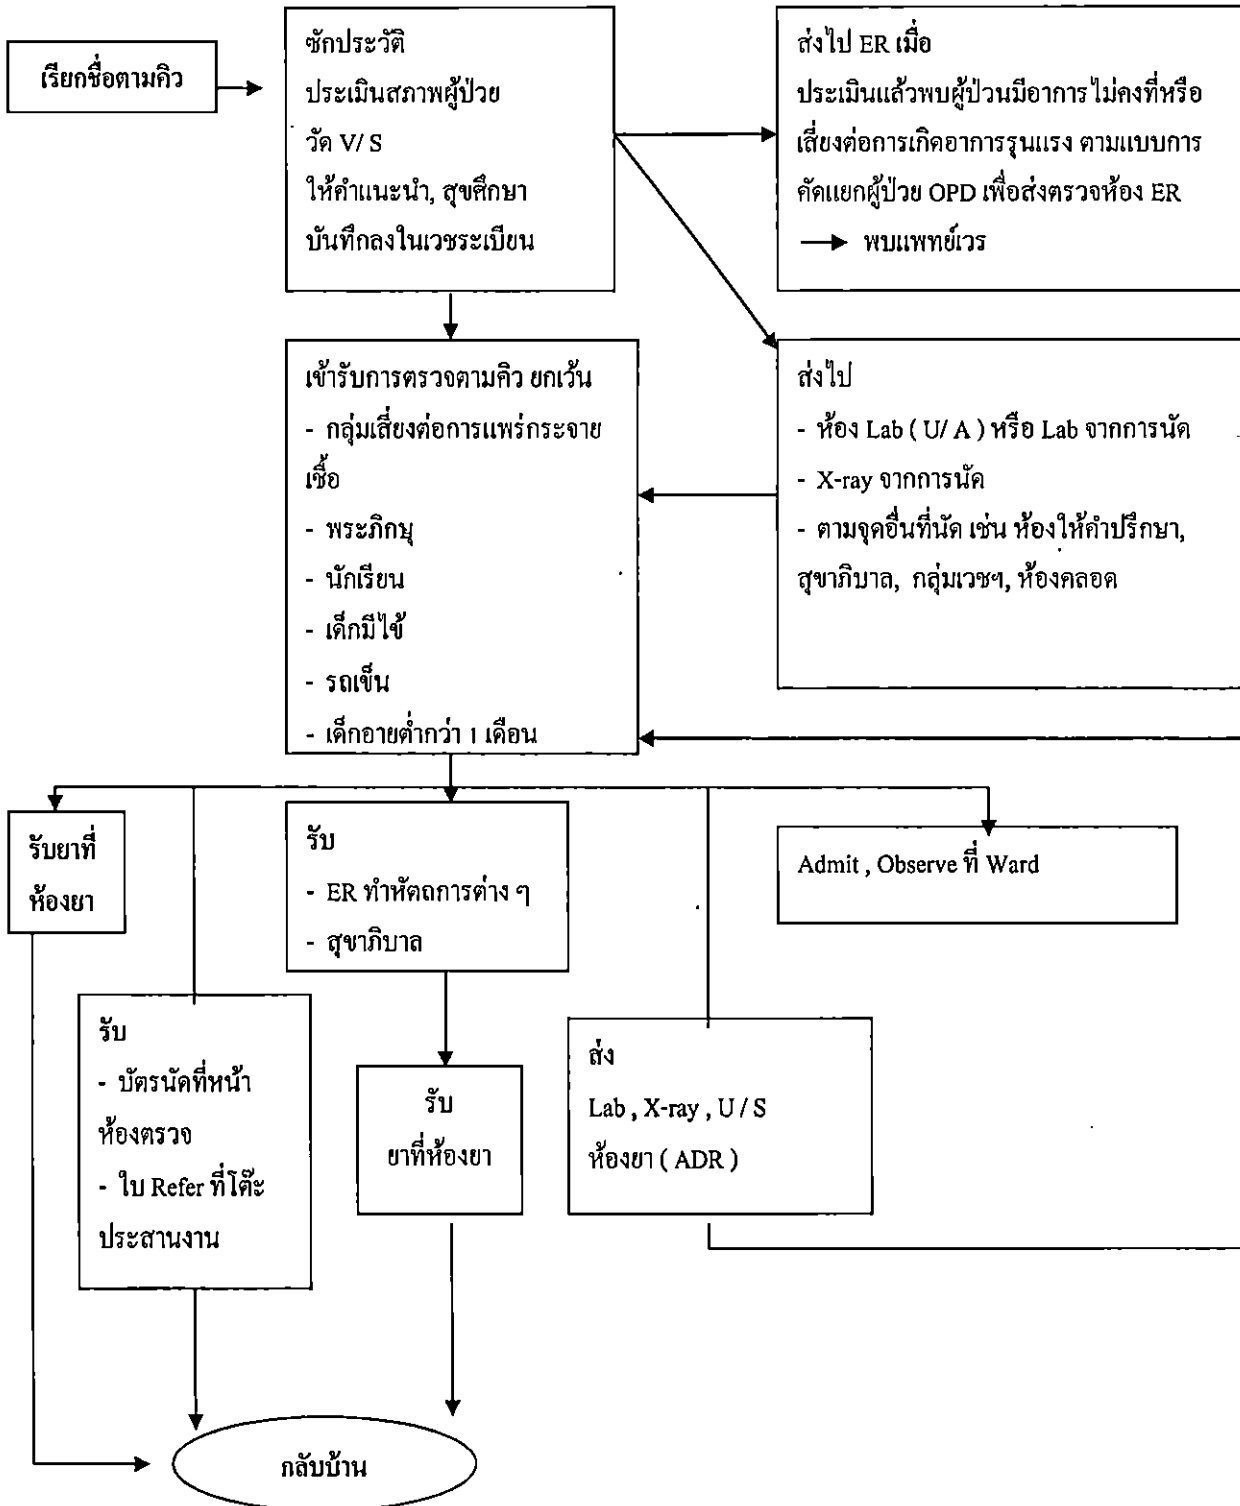 เรียกชื่อตามคิว
ซักประวัติ
ประเมินสภาพผู้ป่วย
วัด V/ S
ให้คำแนะนำ, สุขศึกษา
บันทึกลงในเวชระเบียน
ส่งไป ER เมื่อ
ประเมินแล้วพบผู้ป่วนมีอาการไม่คงที่หรือ
เสี่ยงต่อการเกิดอาการรุนแรง ตามแบบการ
คัดแยกผู้ป่วย OPD เพื่อส่งตรวจห้อง ER
→ พบแพทย์เวร
เข้ารับการตรวจตามคิว ยกเว้น
- กลุ่มเสี่ยงต่อการแพร่กระจาย
เชื้อ
- พระภิกษุ
- นักเรียน
- เด็กมีไข้
- รถเข็น
- เด็กอายุต่ำกว่า 1 เดือน
ส่งไป
- ห้อง Lab ( U/ A ) หรือ Lab จากการนัด
- X-ray จากการนัด
- ตามจุดอื่นที่นัด เช่น ห้องให้คำปรึกษา,
สุขาภิบาล, กลุ่มเวชฯ, ห้องคลอด
รับยาที่
ห้องยา
รับ
- ER ทำหัตถการต่าง ๆ
- สุขาภิบาล
Admit , Observe ที่ Ward
รับ
- บัตรนัดที่หน้า
ห้องตรวจ
- ใบ Refer ที่โต๊ะ
ประสานงาน
รับ
ยาที่ห้องยา
ส่ง
Lab , X-ray , U / S
ห้องยา ( ADR )
กลับบ้าน